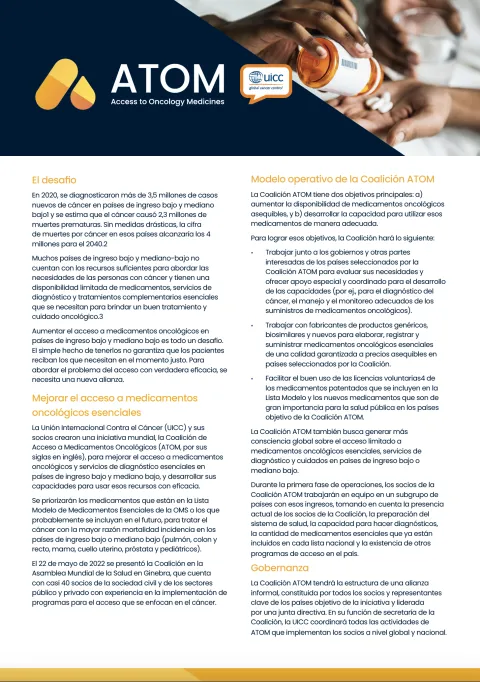 ATOM
Access to Oncology Medicines
uicc
global cancer control
El desafío
En 2020, se diagnosticaron más de 3,5 millones de casos
nuevos de cáncer en países de ingreso bajo y mediano
bajo1 y se estima que el cáncer causó 2,3 millones de
muertes prematuras. Sin medidas drásticas, la cifra
de muertes por cáncer en esos países alcanzaría los 4
millones para el 2040.2
Muchos países de ingreso bajo y mediano-bajo no
cuentan con los recursos suficientes para abordar las
necesidades de las personas con cáncer y tienen una
disponibilidad limitada de medicamentos, servicios de
diagnóstico y tratamientos complementarios esenciales
que se necesitan para brindar un buen tratamiento y
cuidado oncológico.3
Aumentar el acceso a medicamentos oncológicos en
países de ingreso bajo y mediano bajo es todo un desafío.
El simple hecho de tenerlos no garantiza que los pacientes
reciban los que necesitan en el momento justo. Para
abordar el problema del acceso con verdadera eficacia, se
necesita una nueva alianza.
Mejorar el acceso a medicamentos
oncológicos esenciales
La Unión Internacional Contra el Cáncer (UICC) y sus
socios crearon una iniciativa mundial, la Coalición de
Acceso a Medicamentos Oncológicos (ATOM, por sus
siglas en inglés), para mejorar el acceso a medicamentos
oncológicos y servicios de diagnóstico esenciales en
países de ingreso bajo y mediano bajo, y desarrollar sus
capacidades para usar esos recursos con eficacia.
Se priorizarán los medicamentos que están en la Lista
Modelo de Medicamentos Esenciales de la OMS o los que
probablemente se incluyan en el futuro, para tratar el
cáncer con la mayor razón mortalidad incidencia en los
países de ingreso bajo o mediano bajo (pulmón, colon y
recto, mama, cuello uterino, próstata y pediátricos).
El 22 de mayo de 2022 se presentó la Coalición en la
Asamblea Mundial de la Salud en Ginebra, que cuenta
con casi 40 socios de la sociedad civil y de los sectores
público y privado con experiencia en la implementación de
programas para el acceso que se enfocan en el cáncer.
Modelo operativo de la Coalición ATOM
La Coalición ATOM tiene dos objetivos principales: a)
aumentar la disponibilidad de medicamentos oncológicos
asequibles, y b) desarrollar la capacidad para utilizar esos
medicamentos de manera adecuada.
Para lograr esos objetivos, la Coalición hará lo siguiente:
• Trabajar junto a los gobiernos y otras partes
interesadas de los países seleccionados por la
Coalición ATOM para evaluar sus necesidades y
ofrecer apoyo especial y coordinado para el desarrollo
de las capacidades (por ej., para el diagnóstico del
cáncer, el manejo y el monitoreo adecuados de los
suministros de medicamentos oncológicos).
• Trabajar con fabricantes de productos genéricos,
biosimilares y nuevos para elaborar, registrar y
suministrar medicamentos oncológicos esenciales
de una calidad garantizada a precios asequibles en
países seleccionados por la Coalición.
• Facilitar el buen uso de las licencias voluntarias4 de
los medicamentos patentados que se incluyen en la
Lista Modelo y los nuevos medicamentos que son de
gran importancia para la salud pública en los países
objetivo de la Coalición ATOM.
La Coalición ATOM también busca generar más
consciencia global sobre el acceso limitado a
medicamentos oncológicos esenciales, servicios de
diagnóstico y cuidados en países de ingreso bajo o
mediano bajo.
Durante la primera fase de operaciones, los socios de la
Coalición ATOM trabajarán en equipo en un subgrupo de
países con esos ingresos, tomando en cuenta la presencia
actual de los socios de la Coalición, la preparación del
sistema de salud, la capacidad para hacer diagnósticos,
la cantidad de medicamentos esenciales que ya están
incluidos en cada lista nacional y la existencia de otros
programas de acceso en el país.
Gobernanza
La Coalición ATOM tendrá la estructura de una alianza
informal, constituida por todos los socios y representantes
clave de los países objetivo de la iniciativa y liderada
por una junta directiva. En su función de secretaría de la
Coalición, la UICC coordinará todas las actividades de
ATOM que implementan los socios a nivel global y nacional.